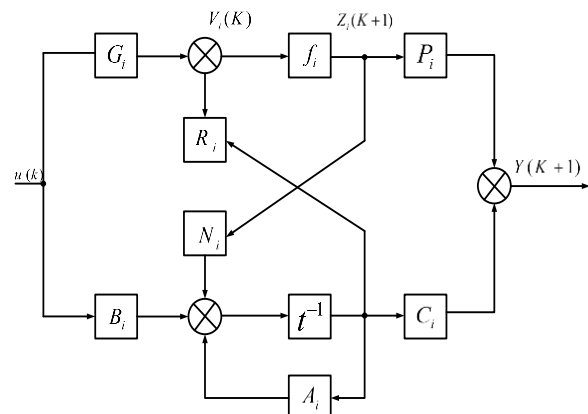 V_i(K)
Z_i(K+1)
G_i
f_i
P_i
R_i
u(k)
Y(K+1)
N_i
B_i
t^{-1}
C_i
A_i